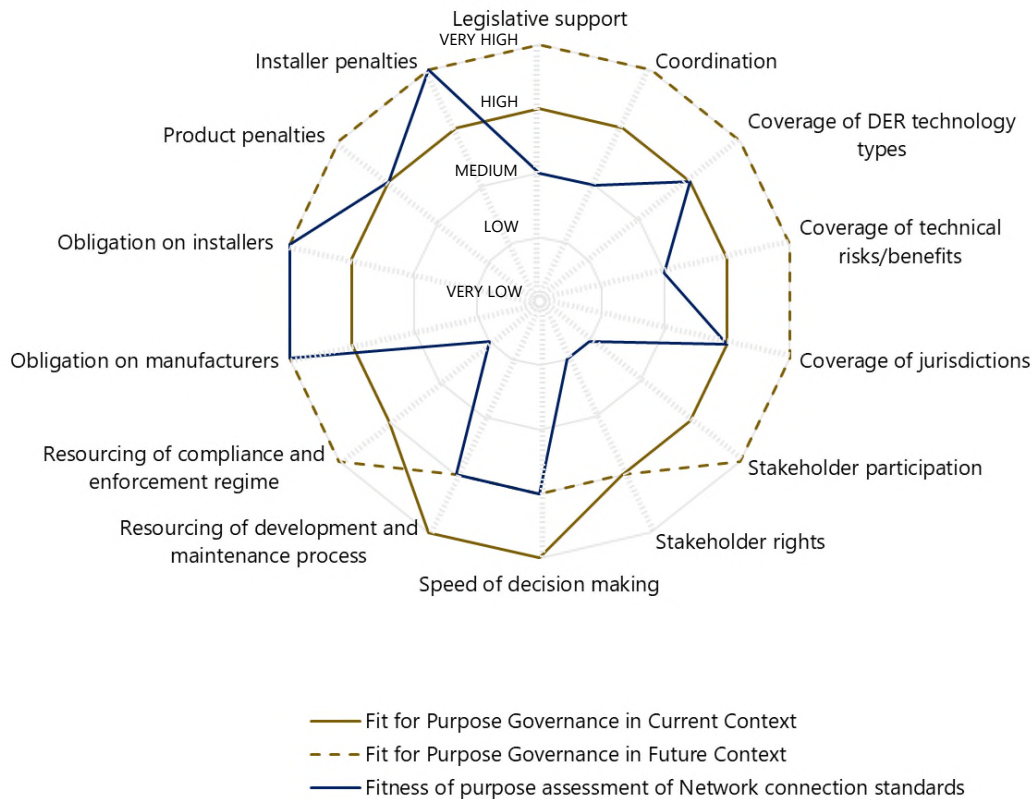 Legislative support
VERY HIGH
Installer penalties
Coordination
HIGH
Product penalties
Coverage of DER technology
types
MEDIUM
Obligation on installers
LOW
Coverage of technical
risks/benefits
VERY LOW
Obligation on manufacturers
Coverage of jurisdictions
Resourcing of compliance and
enforcement regime
Stakeholder participation
Resourcing of development and
maintenance process
Stakeholder rights
Speed of decision making
Fit for Purpose Governance in Current Context
Fit for Purpose Governance in Future Context
Fitness of purpose assessment of Network connection standards